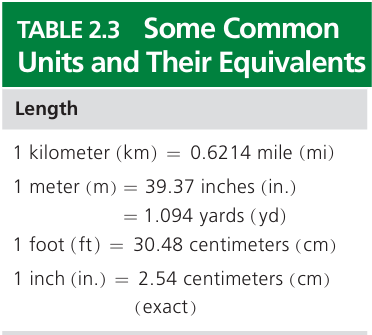 TABLE 2.3 Some Common
Units and Their Equivalents
Length
1 kilometer (km) = 0.6214 mile (mi)
1 meter (m) = 39.37 inches (in.)
= 1.094 yards (yd)
1 foot (ft) = 30.48 centimeters (cm)
1 inch (in.) = 2.54 centimeters (cm)
(exact)